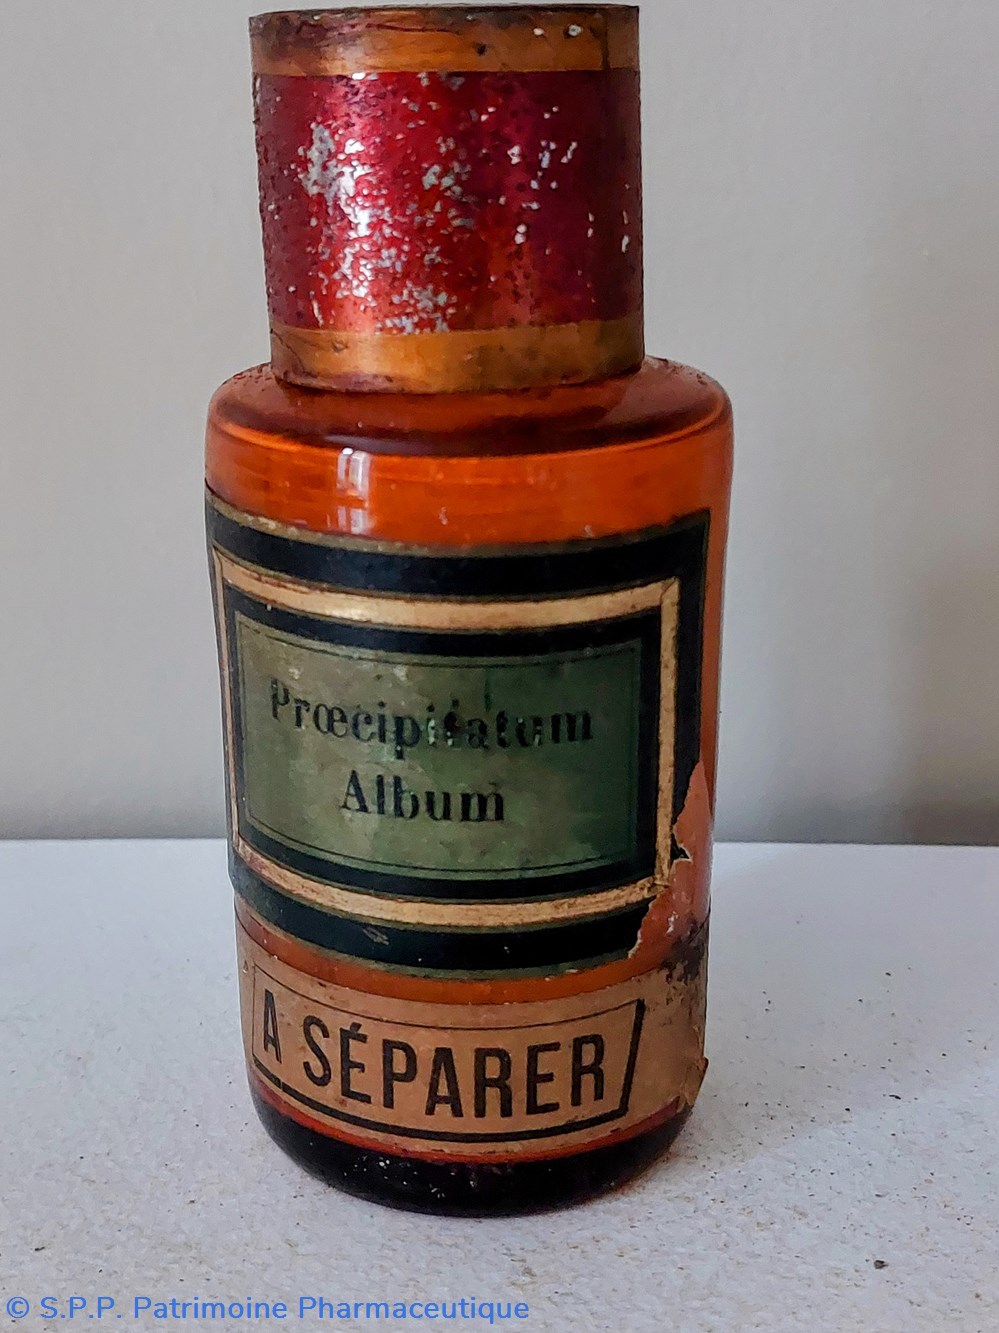 Prœcipitatum
Album
A SÉPARER
© S.P.P. Patrimoine Pharmaceutique